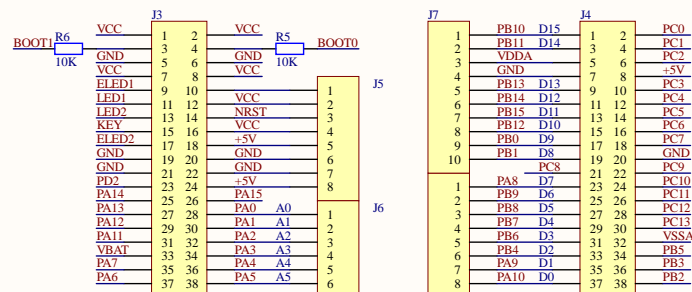 J3 J7 J4
VCC 1 2 VCC 1 PB10 D15 1 2 PC0
BOOT1 R6 3 4 R5 BOOT0 2 PB11 D14 3 4 PC1
10K GND 5 6 GND 10K 3 VDDA 5 6 PC2
VCC 7 8 VCC J5 4 GND 7 8 +5V
ELED1 9 10 1 5 PB13 D13 9 10 PC3
LED1 11 12 VCC 2 6 PB14 D12 11 12 PC4
LED2 13 14 NRST 3 7 PB15 D11 13 14 PC5
KEY 15 16 VCC 4 8 PB12 D10 15 16 PC6
ELED2 17 18 +5V 5 9 PB0 D9 17 18 PC7
GND 19 20 GND 6 10 PB1 D8 19 20 GND
GND 21 22 GND 7 PC8 21 22 PC9
PD2 23 24 +5V 8 1 PA8 D7 23 24 PC10
PA14 25 26 PA15 J6 2 PB9 D6 25 26 PC11
PA13 27 28 PA0 A0 1 3 PB8 D5 27 28 PC12
PA12 29 30 PA1 A1 2 4 PB7 D4 29 30 PC13
PA11 31 32 PA2 A2 3 5 PB6 D3 31 32 VSSA
VBAT 33 34 PA3 A3 4 6 PB4 D2 33 34 PB5
PA7 35 36 PA4 A4 5 7 PA9 D1 35 36 PB3
PA6 37 38 PA5 A5 6 8 PA10 D0 37 38 PB2